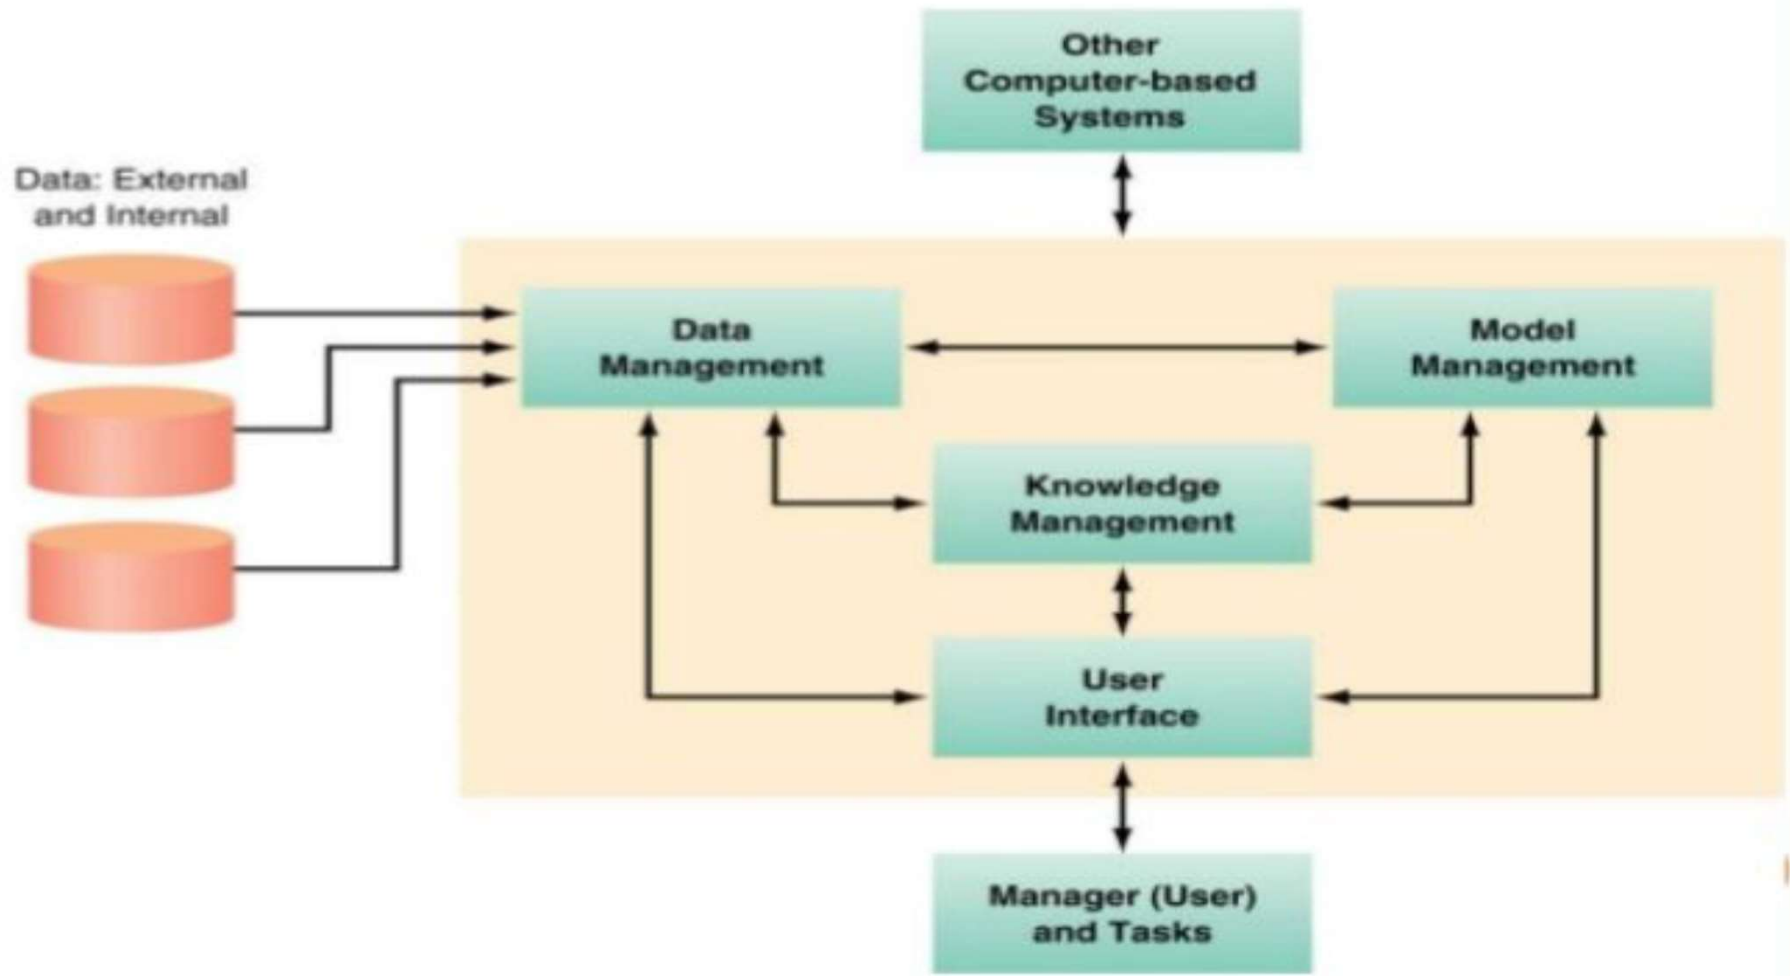 Other
Computer-based
Systems
Data: External
and Internal
Data
Management
Model
Management
Knowledge
Management
User
Interface
Manager (User)
and Tasks